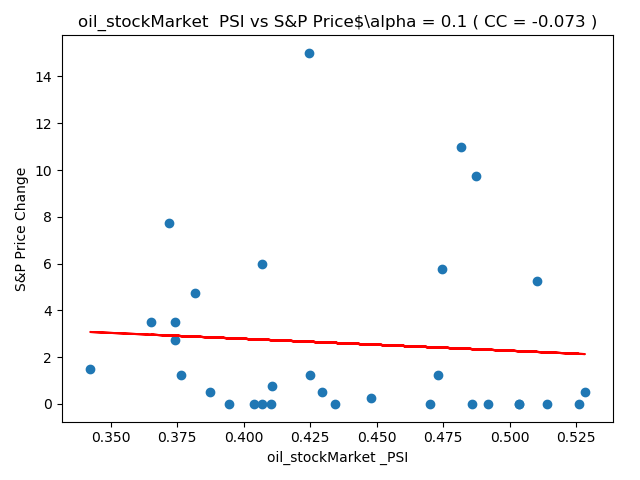 oil_stockMarket  PSI vs S&P Price$\alpha = 0.1 ( CC = -0.073 )
S&P Price Change
14
12
10
8
6
4
2
0
0.350 0.375 0.400 0.425 0.450 0.475 0.500 0.525
oil_stockMarket _PSI